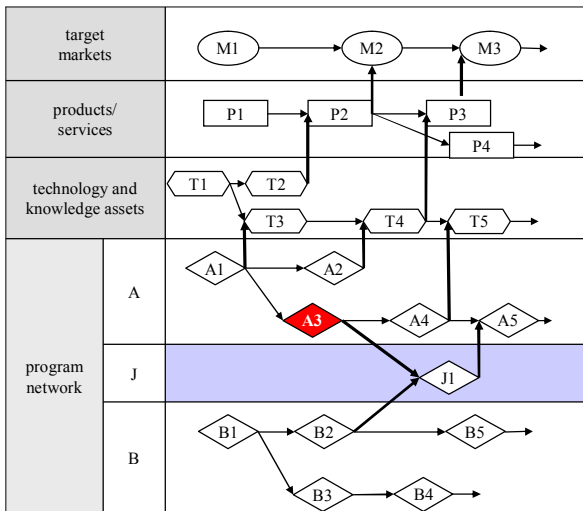 target
markets
M1 M2 M3
products/
services
P1 P2 P3
P4
technology and
knowledge assets
T1 T2
T3 T4 T5
program
network
A
A1 A2
A3 A4 A5
J
J1
B
B1 B2 B5
B3 B4